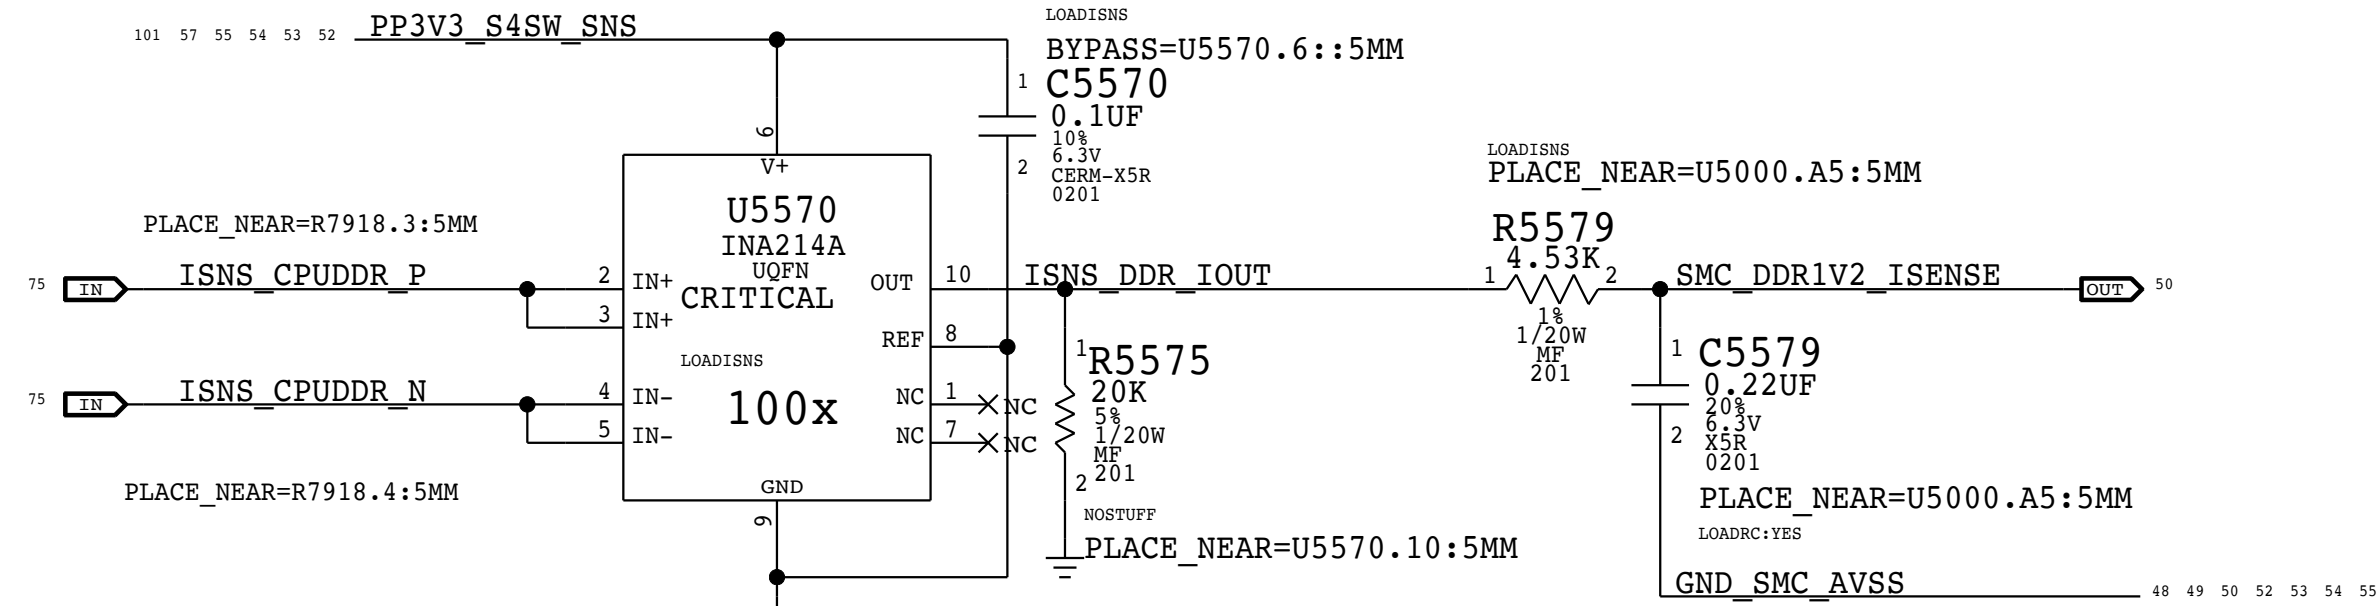 101 57 55 54 53 52 PP3V3_S4SW_SNS
LOADISNS
BYPASS=U5570.6::5MM
1 C5570
0.1UF
10%
6.3V
2 CERM-X5R
0201
6
V+
U5570
INA214A
UQFN
CRITICAL
LOADISNS
100x
PLACE_NEAR=R7918.3:5MM
75 IN ISNS_CPUDDR_P 2 IN+
3 IN+
75 IN ISNS_CPUDDR_N 4 IN-
5 IN-
PLACE_NEAR=R7918.4:5MM
OUT 10 ISNS_DDR_IOUT
REF 8
NC 1 NC
NC 7 NC
GND
9
1 R5575
20K
5%
1/20W
MF
201
2
NOSTUFF
PLACE_NEAR=U5570.10:5MM
LOADISNS
PLACE_NEAR=U5000.A5:5MM
R5579
4.53K
1 2
1%
1/20W
MF
201
SMC_DDR1V2_ISENSE OUT 50
1 C5579
0.22UF
20%
6.3V
2 X5R
0201
PLACE_NEAR=U5000.A5:5MM
LOADRC:YES
GND_SMC_AVSS 48 49 50 52 53 54 55